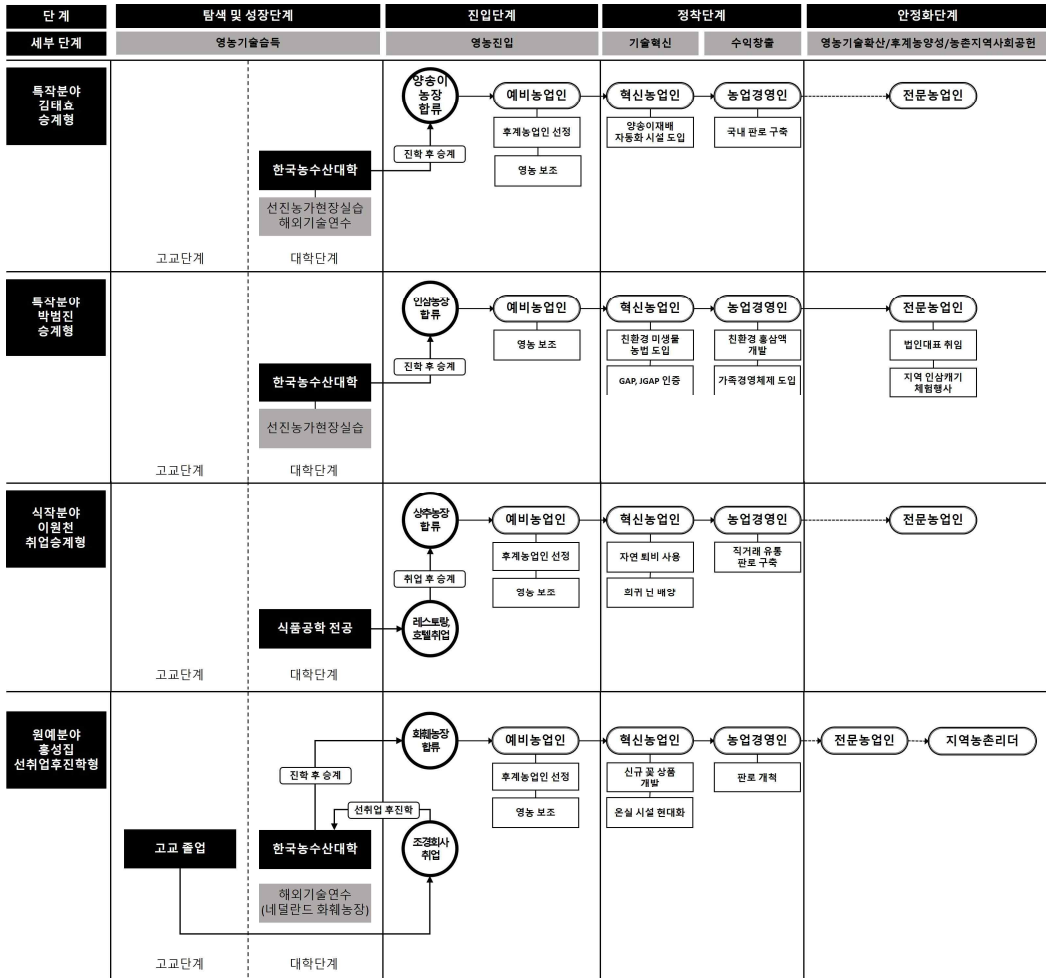 단 계
탐색 및 성장단계
진입단계
정착단계
안정화단계
세부 단계
영농기술습득
영농진입
기술혁신
수익창출
영농기술확산/후계농양성/농촌지역사회공헌
특작분야
김태효
승계형
양송이
농장
합류
예비농업인
혁신농업인
농업경영인
전문농업인
후계농업인 선정
양송이재배
자동화 시설 도입
국내 판로 구축
진학 후 승계
영농 보조
한국농수산대학
선진농가현장실습
해외기술연수
고교단계
대학단계
특작분야
박범진
승계형
인삼농장
합류
예비농업인
혁신농업인
농업경영인
전문농업인
영농 보조
친환경 미생물
농법 도입
친환경 홍삼액
개발
법인대표 취임
진학 후 승계
한국농수산대학
GAP, JGAP 인증
가족경영체제 도입
지역 인삼캐기
체험행사
선진농가현장실습
고교단계
대학단계
식작분야
이원천
취업승계형
상추농장
합류
예비농업인
혁신농업인
농업경영인
전문농업인
후계농업인 선정
자연 퇴비 사용
직거래 유통
판로 구축
취업 후 승계
영농 보조
희귀 난 배양
식품공학 전공
레스토랑,
호텔취업
고교단계
대학단계
원예분야
홍성집
선취업후진학형
화훼농장
합류
예비농업인
혁신농업인
농업경영인
전문농업인
지역농촌리더
진학 후 승계
후계농업인 선정
신규 꽃 상품
개발
판로 개척
선취업 후진학
영농 보조
온실 시설 현대화
고교 졸업
한국농수산대학
조경회사
취업
해외기술연수
(네덜란드 화훼농장)
고교단계
대학단계